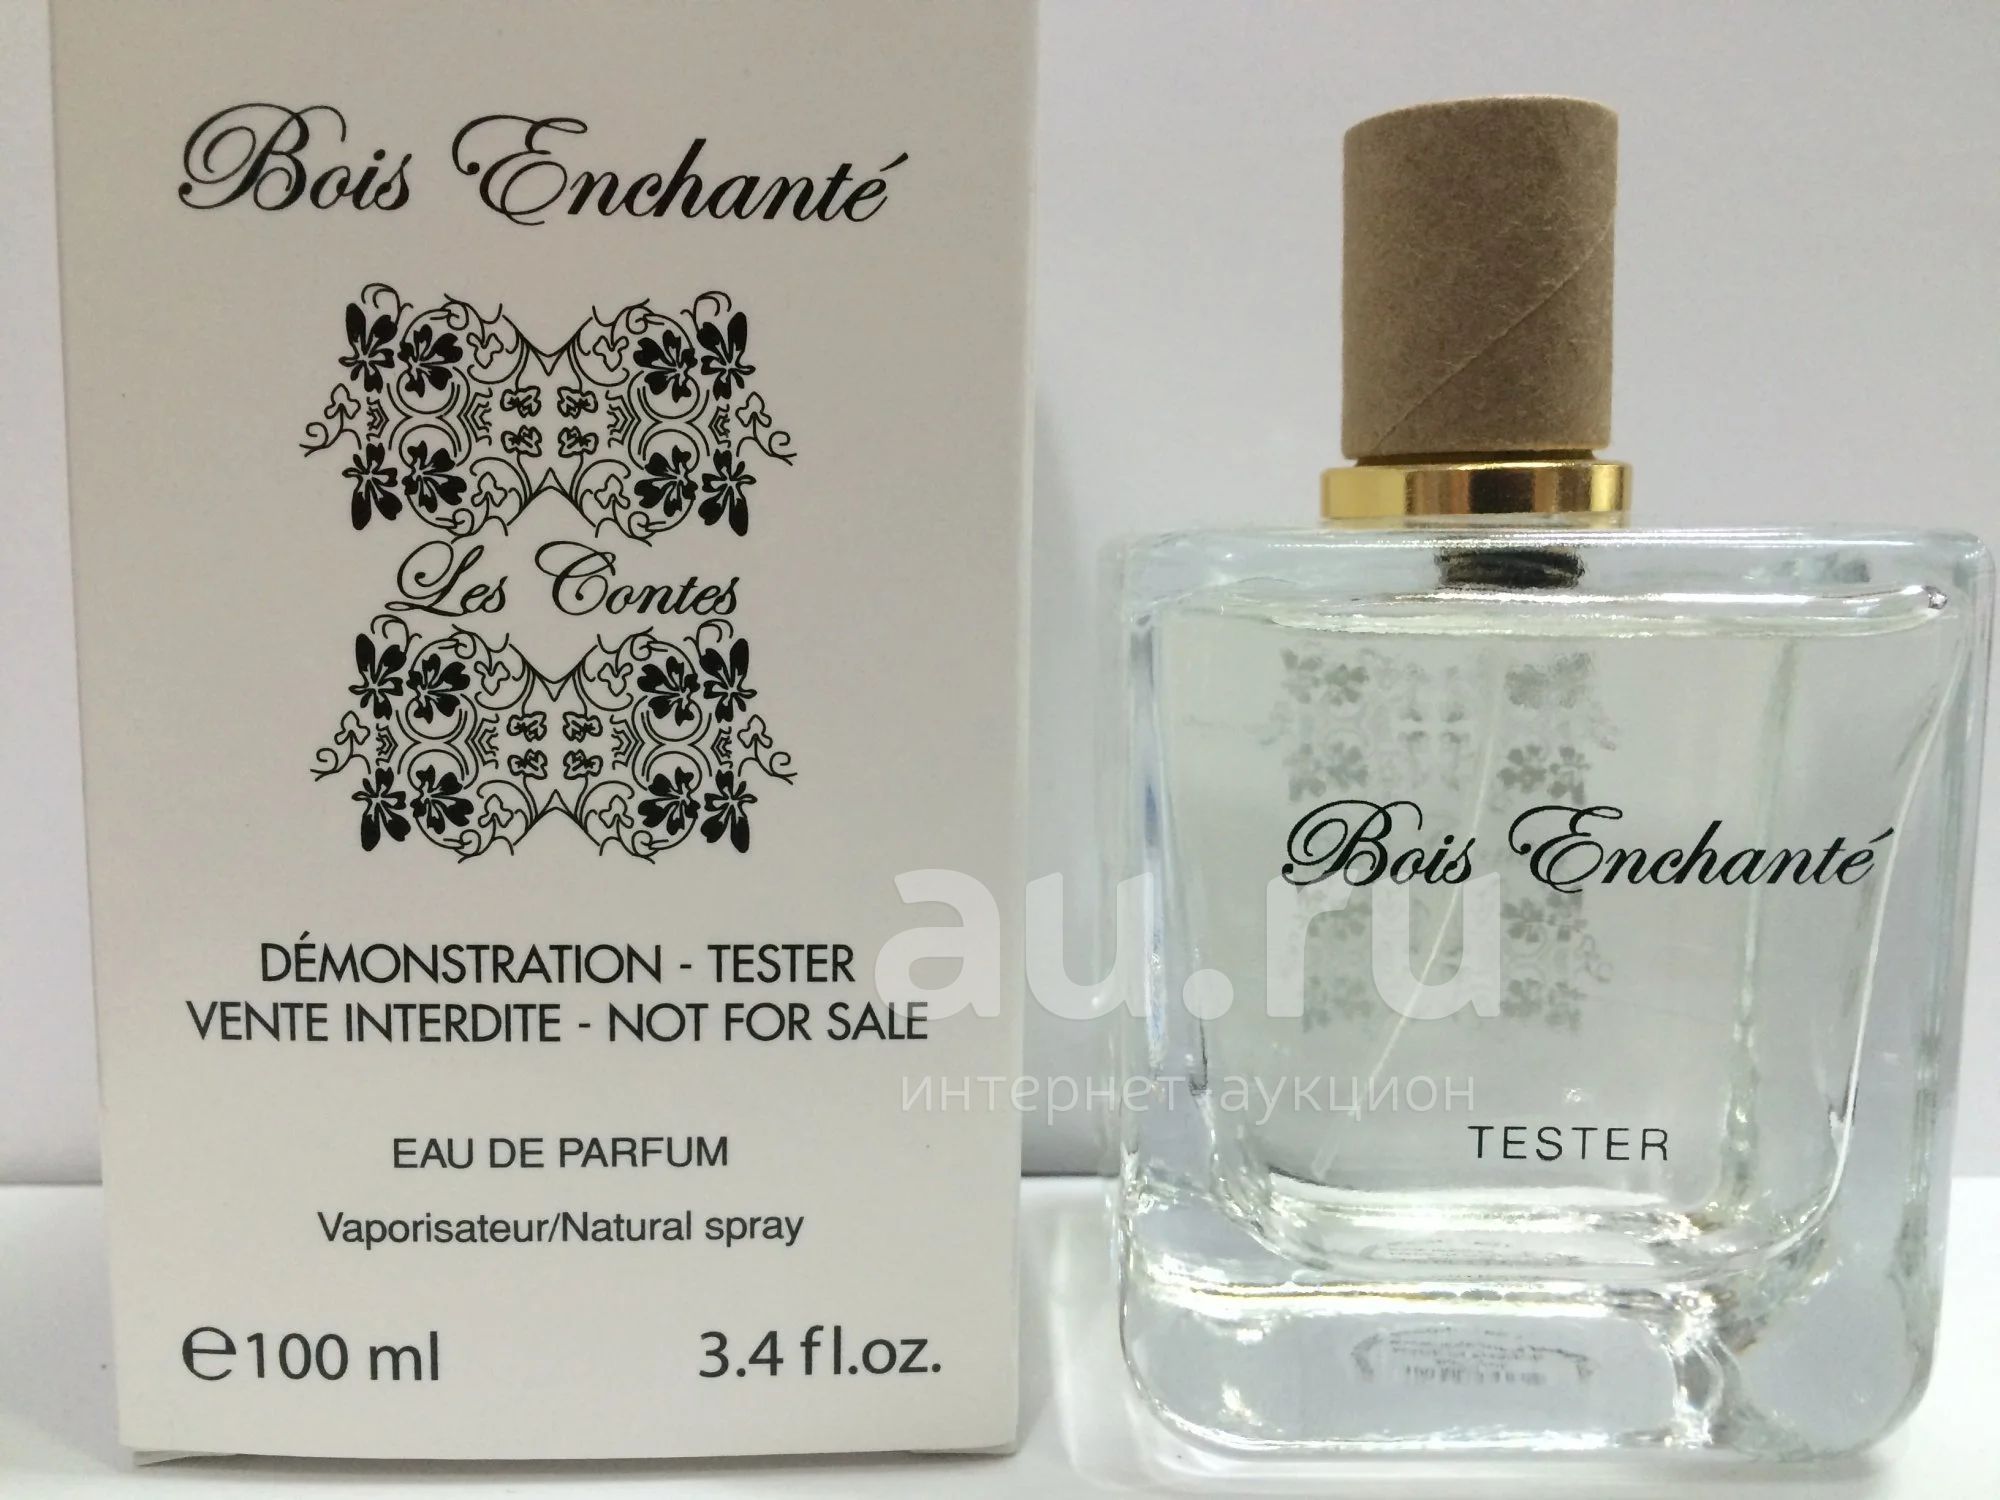 Bois Enchanté
Les Contes
DÉMONSTRATION - TESTER
VENTE INTERDITE - NOT FOR SALE
EAU DE PARFUM
Vaporisateur/Natural spray
℮100 ml 3.4 fl.oz.
Bois Enchanté
TESTER
au.ru
интернет аукцион